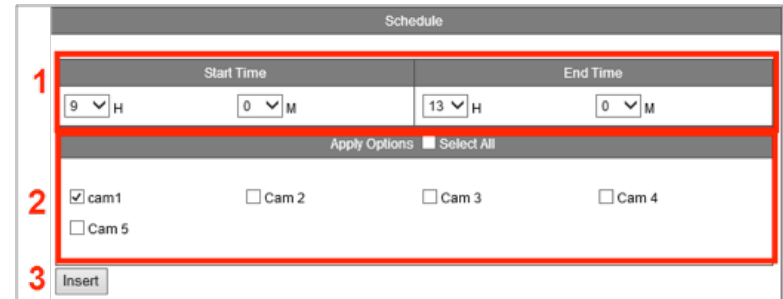 Schedule
1
Start Time End Time
9 H 0 M 13 H 0 M
Apply Options Select All
2
cam1 Cam 2 Cam 3 Cam 4
Cam 5
3 Insert